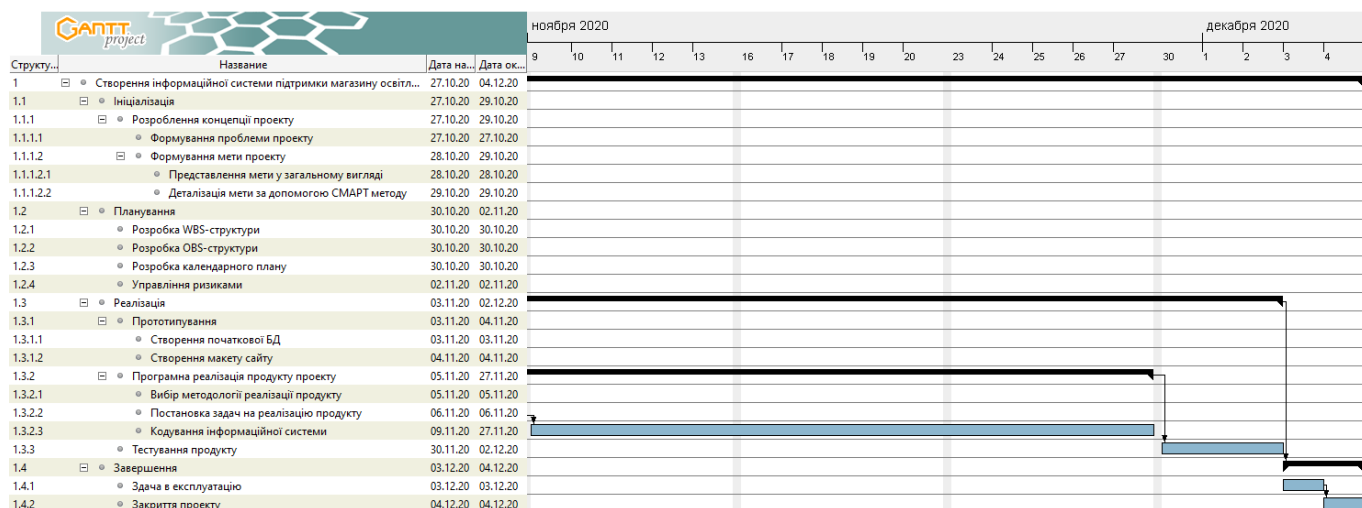 GANTT project
ноября 2020 декабря 2020
9 10 11 12 13 16 17 18 19 20 23 24 25 26 27 30 1 2 3 4
Структу... Название Дата на... Дата ок...
1 Створення інформаційної системи підтримки магазину освітл... 27.10.20 04.12.20
1.1 Ініціалізація 27.10.20 29.10.20
1.1.1 Розроблення концепції проекту 27.10.20 29.10.20
1.1.1.1 Формування проблеми проекту 27.10.20 27.10.20
1.1.1.2 Формування мети проекту 28.10.20 29.10.20
1.1.1.2.1 Представлення мети у загальному вигляді 28.10.20 28.10.20
1.1.1.2.2 Деталізація мети за допомогою СМАРТ методу 29.10.20 29.10.20
1.2 Планування 30.10.20 02.11.20
1.2.1 Розробка WBS-структури 30.10.20 30.10.20
1.2.2 Розробка OBS-структури 30.10.20 30.10.20
1.2.3 Розробка календарного плану 30.10.20 30.10.20
1.2.4 Управління ризиками 02.11.20 02.11.20
1.3 Реалізація 03.11.20 02.12.20
1.3.1 Прототипування 03.11.20 04.11.20
1.3.1.1 Створення початкової БД 03.11.20 03.11.20
1.3.1.2 Створення макету сайту 04.11.20 04.11.20
1.3.2 Програмна реалізація продукту проекту 05.11.20 27.11.20
1.3.2.1 Вибір методології реалізації продукту 05.11.20 05.11.20
1.3.2.2 Постановка задач на реалізацію продукту 06.11.20 06.11.20
1.3.2.3 Кодування інформаційної системи 09.11.20 27.11.20
1.3.3 Тестування продукту 30.11.20 02.12.20
1.4 Завершення 03.12.20 04.12.20
1.4.1 Здача в експлуатацію 03.12.20 03.12.20
1.4.2 Закриття проекту 04.12.20 04.12.20